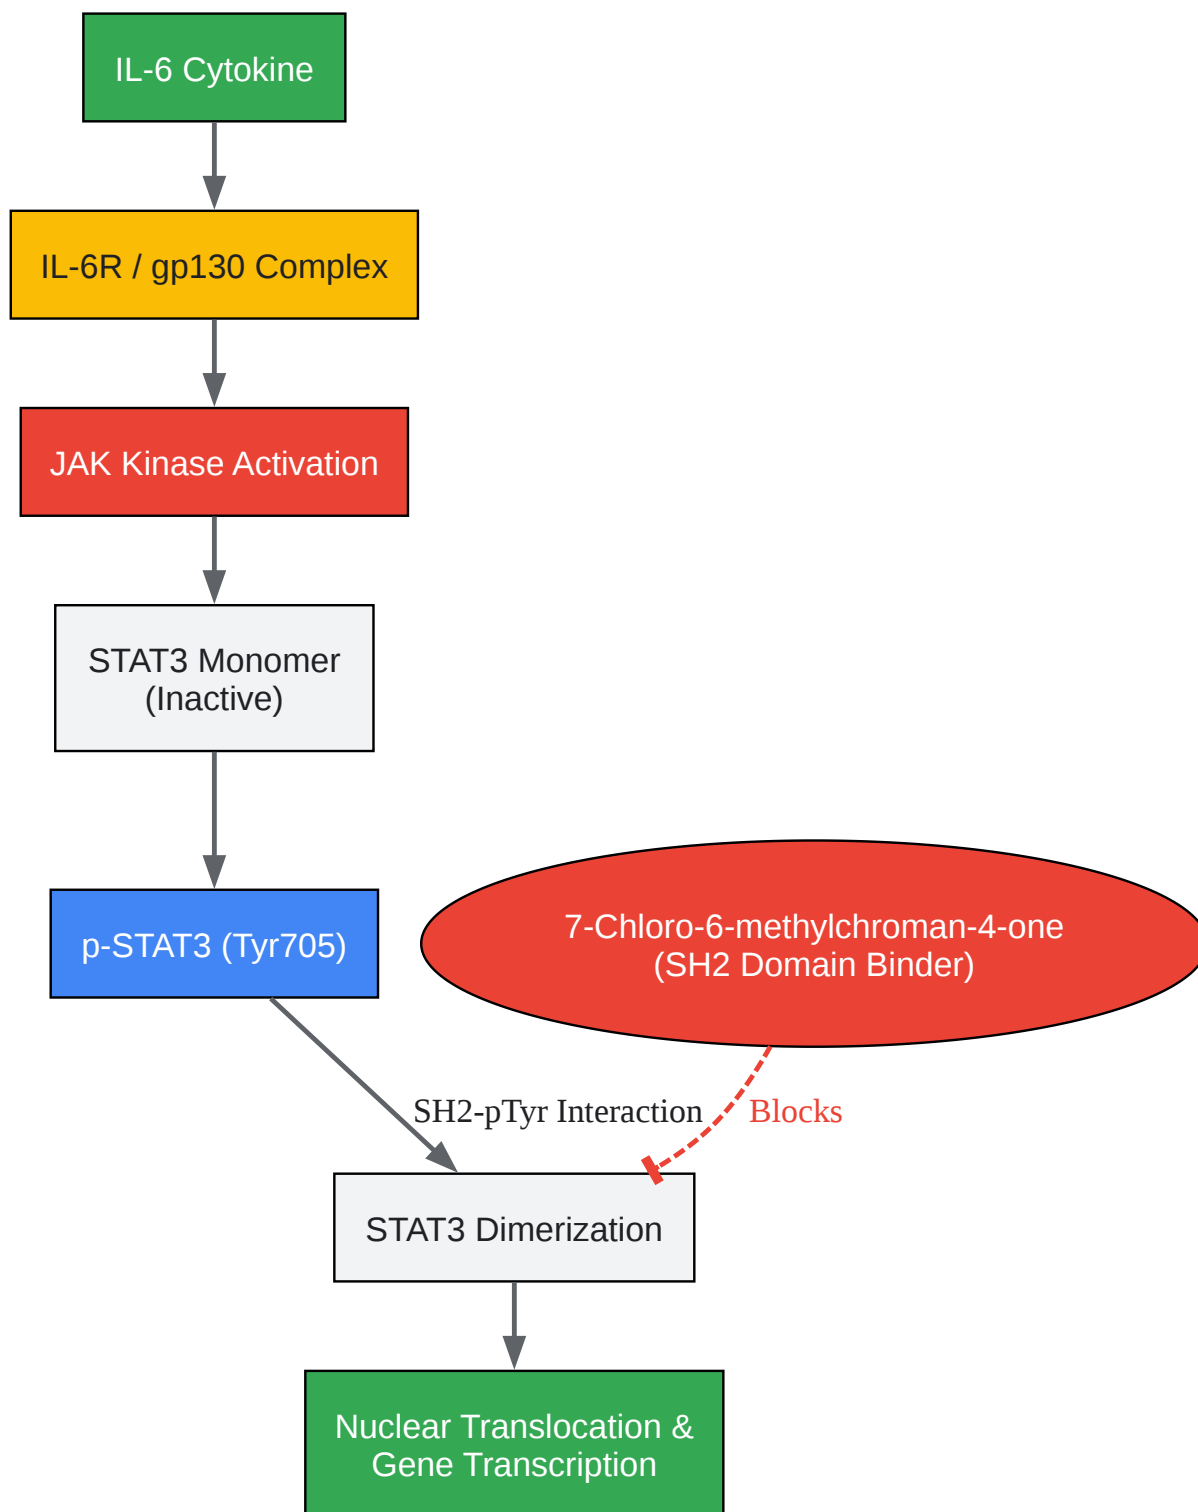 IL-6 Cytokine
IL-6R / gp130 Complex
JAK Kinase Activation
STAT3 Monomer
(Inactive)
p-STAT3 (Tyr705)
7-Chloro-6-methylchroman-4-one
(SH2 Domain Binder)
SH2-pTyr Interaction
Blocks
STAT3 Dimerization
Nuclear Translocation &
Gene Transcription